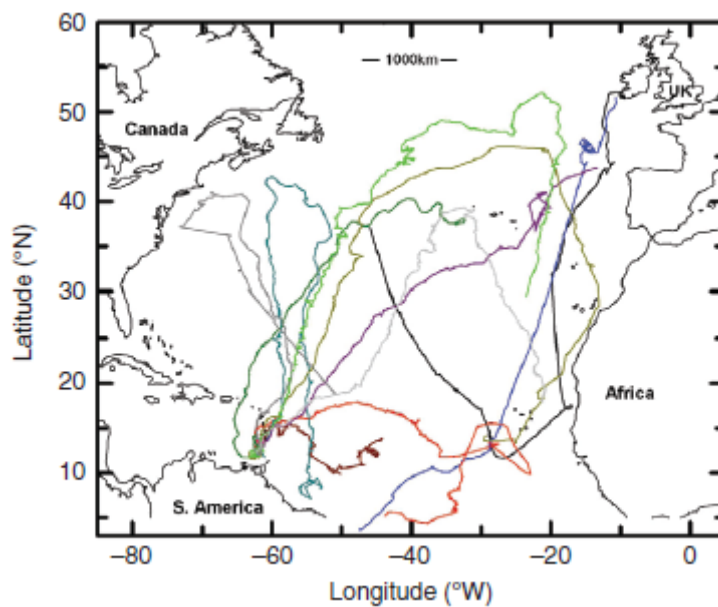 60
50
40
30
20
10
Latitude (°N)
1000km
Canada
UK
Africa
S. America
−80
−60
−40
−20
0
Longitude (°W)